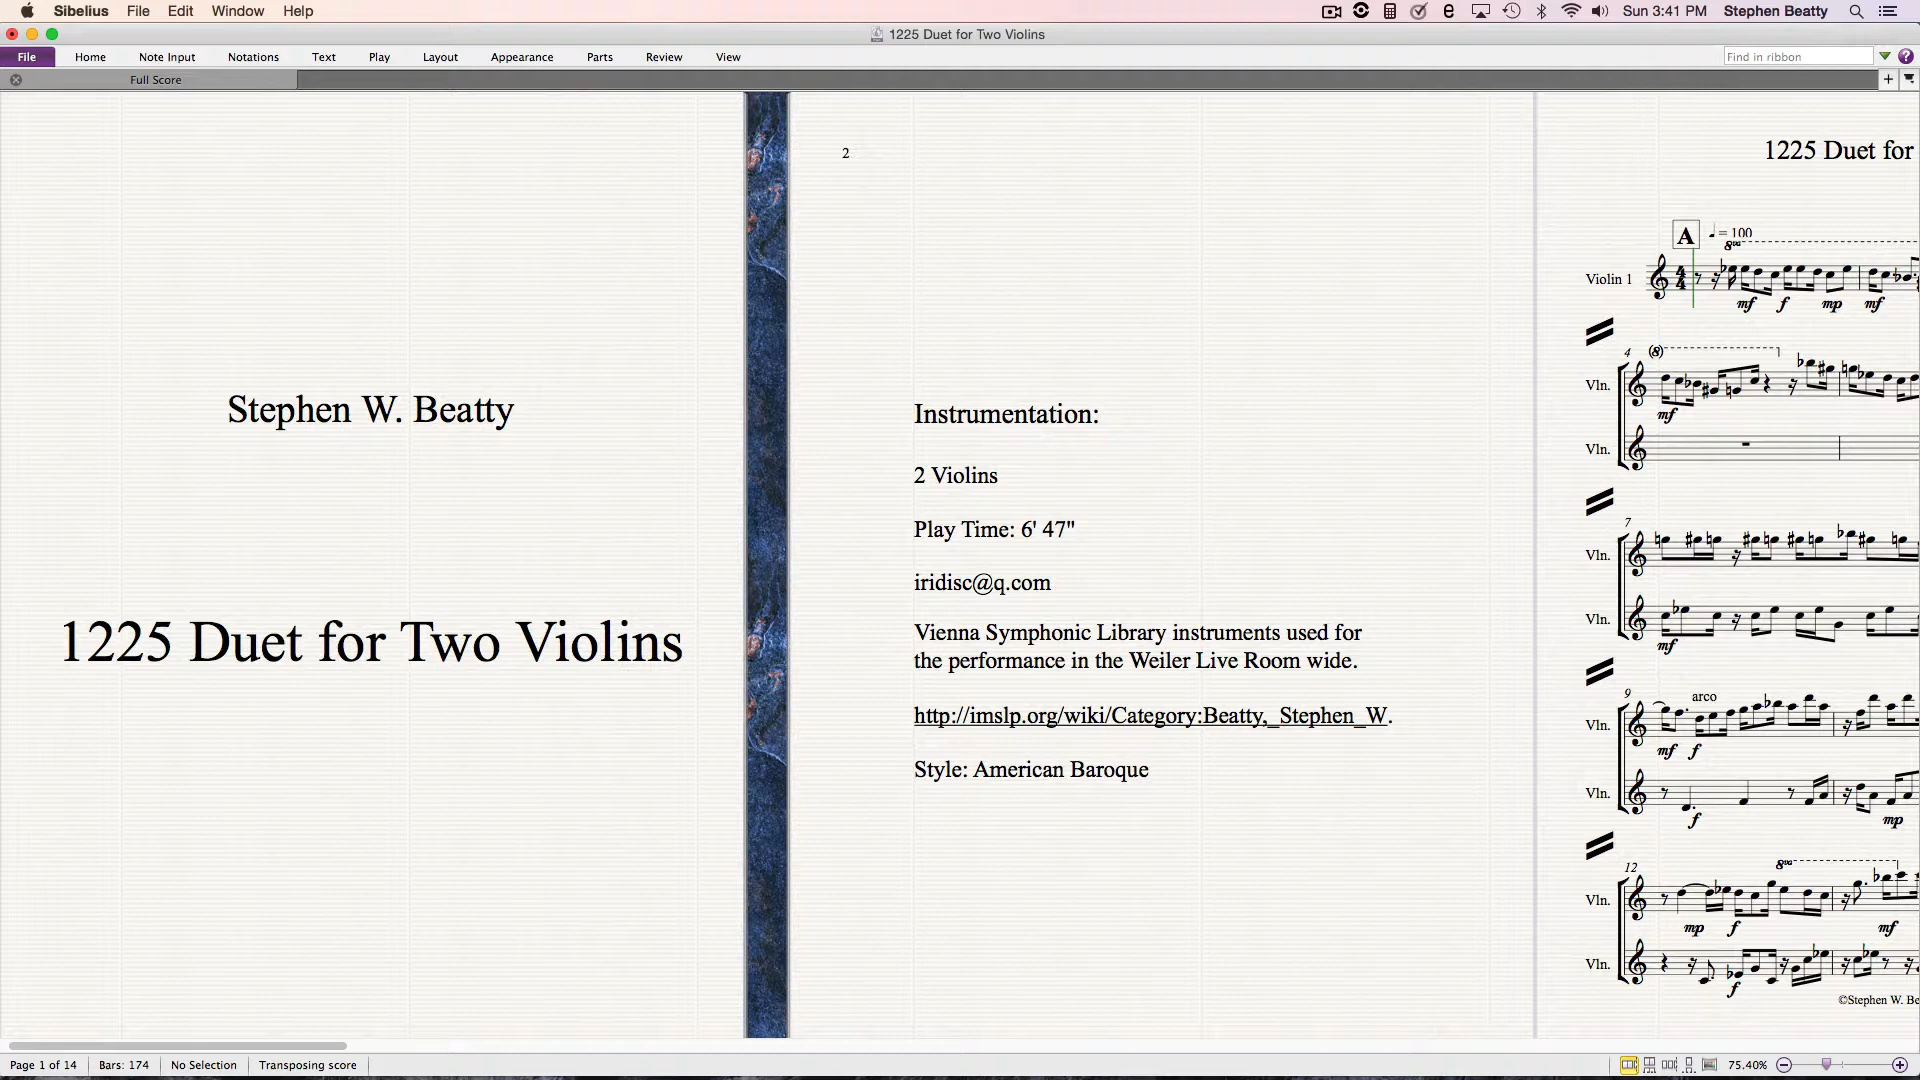 Sibelius File Edit Window Help
Sun 3:41 PM Stephen Beatty
1225 Duet for Two Violins
File Home Note Input Notations Text Play Layout Appearance Parts Review View
Find in ribbon
Full Score
Stephen W. Beatty
1225 Duet for Two Violins
2
Instrumentation:
2 Violins
Play Time: 6' 47"
iridisc@q.com
Vienna Symphonic Library instruments used for
the performance in the Weiler Live Room wide.
http://imslp.org/wiki/Category:Beatty,_Stephen_W.
Style: American Baroque
1225 Duet for
A = 100
8va
Violin 1
mf f mp mf
4
(8)
Vln.
mf
Vln.
7
Vln.
Vln.
mf
9
arco
Vln.
mf f
Vln.
f mp
12
8va
Vln.
mp f mf
Vln.
f
©Stephen W. Be
Page 1 of 14 Bars: 174 No Selection Transposing score
75.40%